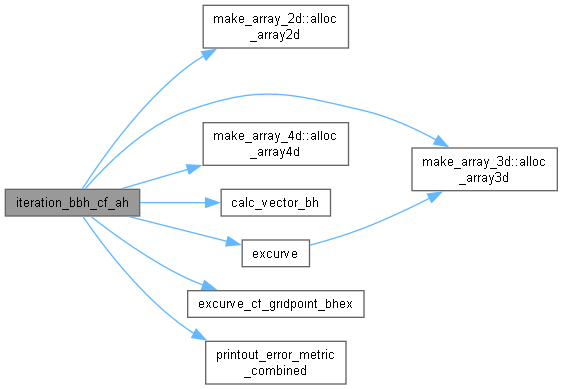 make_array_2d::alloc
_array2d
make_array_4d::alloc
_array4d
make_array_3d::alloc
_array3d
iteration_bbh_cf_ah
calc_vector_bh
excurve
excurve_cf_gridpoint_bhex
printout_error_metric
_combined